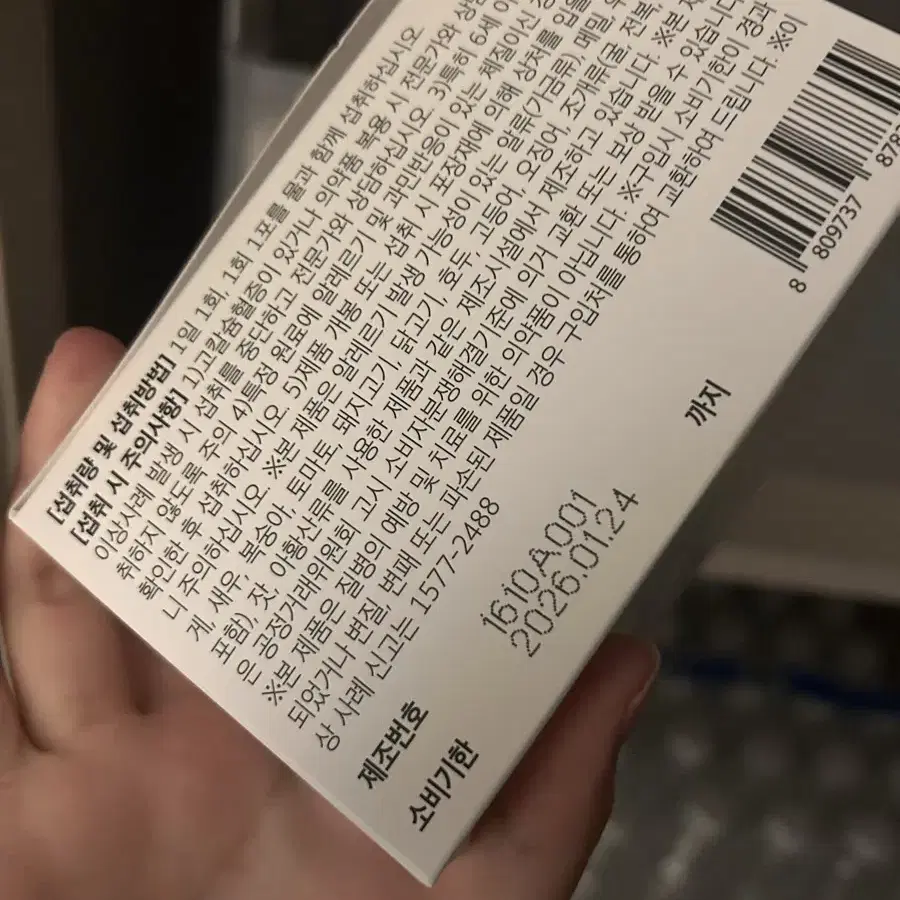 [섭취량 및 섭취방법] 1일 1회, 1회 1포를 물과 함께 섭취하십시오
[섭취 시 주의사항] 1)고칼슘혈증이 있거나 의약품 복용 시 전문가와 상담
이상사례 발생 시 섭취를 중단하고 전문가와 상담하십시오 3)특히 6세 이
취하지 않도록 주의 4)특정 원료에 알레르기 및 과민반응이 있는 체질이신
확인한 후 섭취하십시오 5)제품 개봉 또는 섭취 시 포장재에 의해 상처를 입을
니 주의하십시오 ※본 제품은 알레르기 발생 가능성이 있는 알류(가금류), 메밀, 우
게, 새우, 복숭아, 토마토, 돼지고기, 닭고기, 호두, 고등어, 오징어, 조개류(굴, 전복
포함), 잣, 아황산류를 사용한 제품과 같은 제조시설에서 제조하고 있습니다. ※본 제
은 공정거래위원회 고시 소비자분쟁해결기준에 의거 교환 또는 보상 받을 수 있습니다
※본 제품은 질병의 예방 및 치료를 위한 의약품이 아닙니다. ※구입시 소비기한이 경과
되었거나 변질, 변패 또는 파손된 제품일 경우 구입처를 통하여 교환하여 드립니다. ※이
상 사례 신고는 1577-2488
제조번호 1610A001
소비기한 2026.01.24 까지
8 809737 878